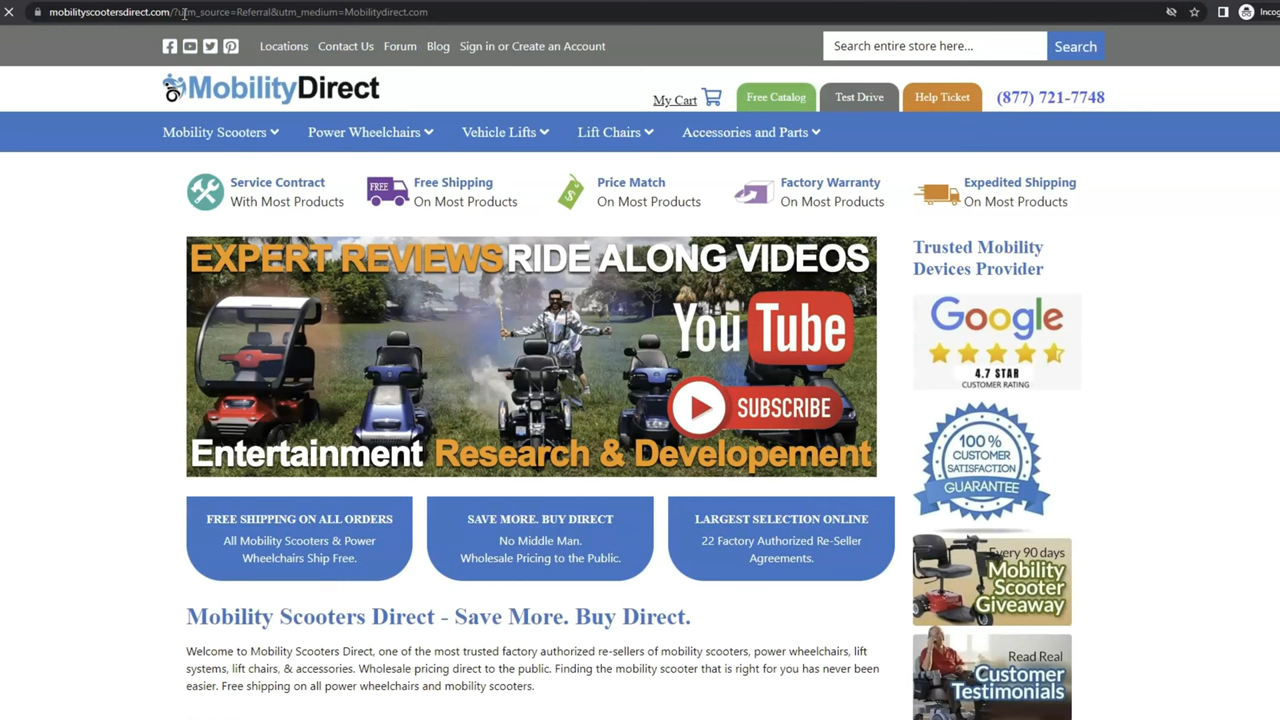 mobilityscootersdirect.com/?utm_source=Referral&utm_medium=Mobilitydirect.com
Locations Contact Us Forum Blog Sign in or Create an Account
Search entire store here... Search
MobilityDirect
My Cart Free Catalog Test Drive Help Ticket (877) 721-7748
Mobility Scooters Power Wheelchairs Vehicle Lifts Lift Chairs Accessories and Parts
Service Contract
With Most Products
FREE
Free Shipping
On Most Products
Price Match
On Most Products
Factory Warranty
On Most Products
Expedited Shipping
On Most Products
EXPERT REVIEWS RIDE ALONG VIDEOS
YouTube
SUBSCRIBE
Entertainment Research & Developement
Trusted Mobility
Devices Provider
Google
4.7 STAR
CUSTOMER RATING
100%
CUSTOMER
SATISFACTION
GUARANTEE
Every 90 days
Mobility
Scooter
Giveaway
Read Real
Customer
Testimonials
FREE SHIPPING ON ALL ORDERS
All Mobility Scooters & Power
Wheelchairs Ship Free.
SAVE MORE. BUY DIRECT
No Middle Man.
Wholesale Pricing to the Public.
LARGEST SELECTION ONLINE
22 Factory Authorized Re-Seller
Agreements.
Mobility Scooters Direct - Save More. Buy Direct.
Welcome to Mobility Scooters Direct, one of the most trusted factory authorized re-sellers of mobility scooters, power wheelchairs, lift
systems, lift chairs, & accessories. Wholesale pricing direct to the public. Finding the mobility scooter that is right for you has never been
easier. Free shipping on all power wheelchairs and mobility scooters.